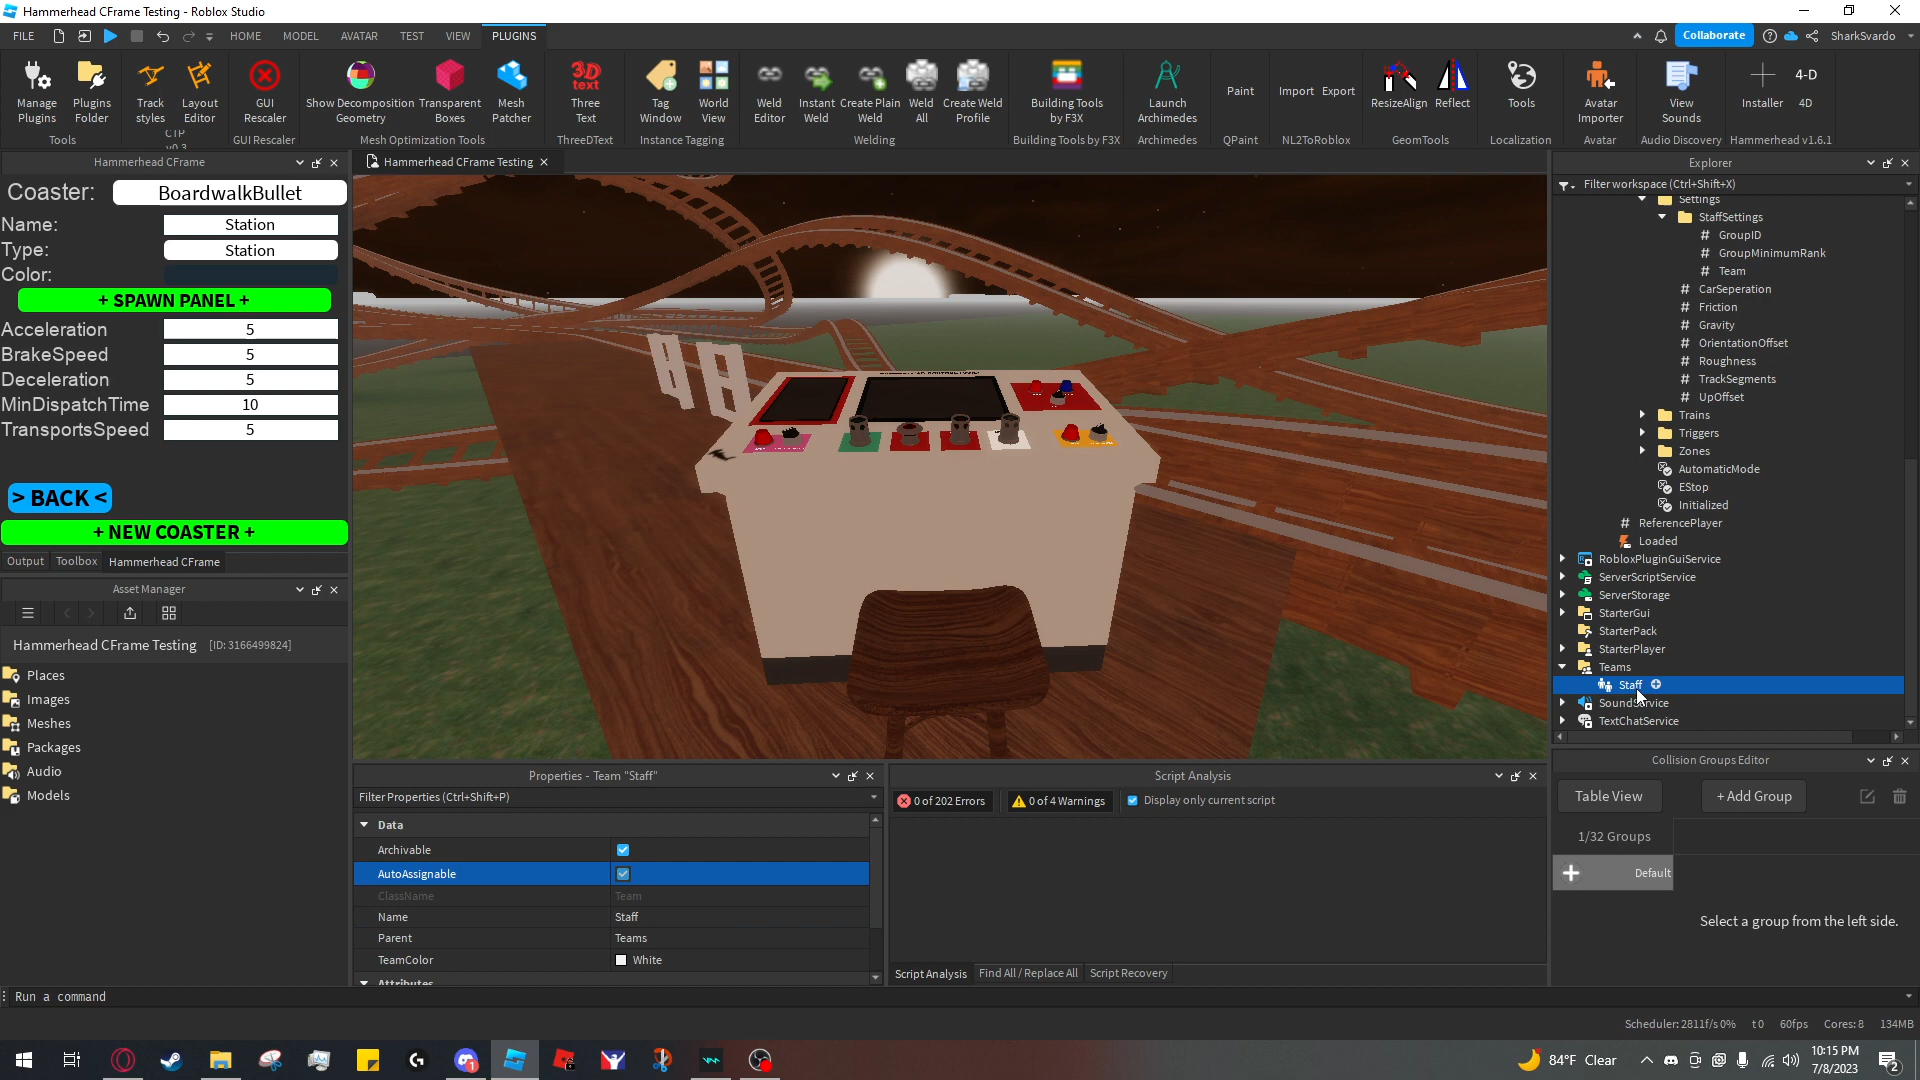 Hammerhead CFrame Testing - Roblox Studio
FILE HOME MODEL AVATAR TEST VIEW PLUGINS Collaborate SharkSvardo
Manage Plugins
Plugins Folder
Track styles
Layout Editor
GUI Rescaler
Show Decomposition Geometry
Transparent Boxes
Mesh Patcher
Three Text
Tag Window
World View
Weld Editor
Instant Weld
Create Plain Weld
Weld All
Create Weld Profile
Building Tools by F3X
Launch Archimedes
Paint
Import
Export
ResizeAlign
Reflect
Tools
Avatar Importer
View Sounds
Installer
4-D
4D
Tools CTP v0.3 GUI Rescaler Mesh Optimization Tools ThreeDText Instance Tagging Welding Building Tools by F3X Archimedes QPaint NL2ToRoblox GeomTools Localization Avatar Audio Discovery Hammerhead v1.6.1
Hammerhead CFrame
Coaster: BoardwalkBullet
Name: Station
Type: Station
Color:
+ SPAWN PANEL +
Acceleration 5
BrakeSpeed 5
Deceleration 5
MinDispatchTime 10
TransportsSpeed 5
> BACK <
+ NEW COASTER +
Output Toolbox Hammerhead CFrame
Asset Manager
Hammerhead CFrame Testing [ID: 3166499824]
Places
Images
Meshes
Packages
Audio
Models
Hammerhead CFrame Testing
Properties - Team "Staff"
Filter Properties (Ctrl+Shift+P)
Data
Archivable
AutoAssignable
ClassName Team
Name Staff
Parent Teams
TeamColor White
Attributes
Script Analysis
0 of 202 Errors 0 of 4 Warnings Display only current script
Script Analysis Find All / Replace All Script Recovery
Explorer
Filter workspace (Ctrl+Shift+X)
Settings
StaffSettings
# GroupID
# GroupMinimumRank
# Team
# CarSeperation
# Friction
# Gravity
# OrientationOffset
# Roughness
# TrackSegments
# UpOffset
Trains
Triggers
Zones
AutomaticMode
EStop
Initialized
# ReferencePlayer
Loaded
RobloxPluginGuiService
ServerScriptService
ServerStorage
StarterGui
StarterPack
StarterPlayer
Teams
Staff
SoundService
TextChatService
Collision Groups Editor
Table View + Add Group
1/32 Groups
Default
Select a group from the left side.
Run a command
Scheduler: 2811f/s 0% t0 60fps Cores: 8 134MB
84°F Clear
10:15 PM
7/8/2023
2